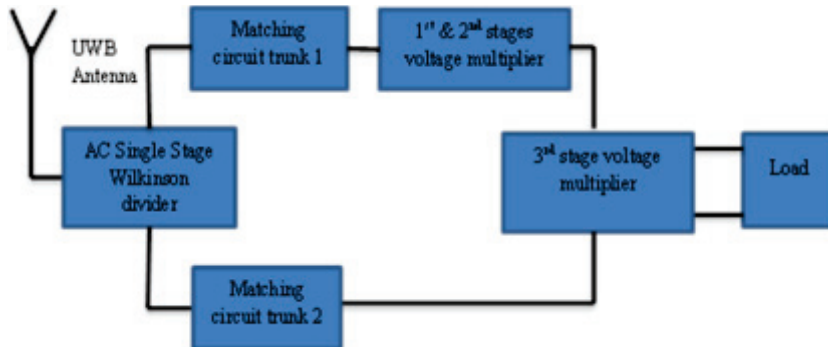 UWB
Antenna
Matching
circuit trunk 1
1st & 2nd stages
voltage multiplier
AC Single Stage
Wilkinson
divider
3rd stage voltage
multiplier
Load
Matching
circuit trunk 2